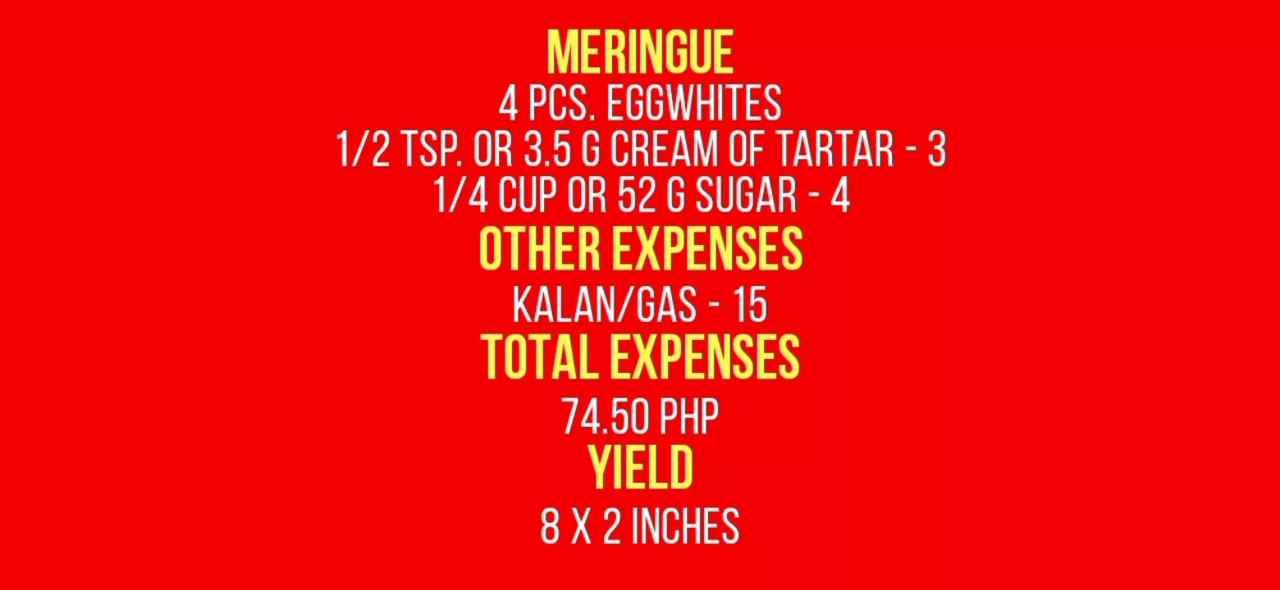 MERINGUE
4 PCS. EGGWHITES
1/2 TSP. OR 3.5 G CREAM OF TARTAR - 3
1/4 CUP OR 52 G SUGAR - 4
OTHER EXPENSES
KALAN/GAS - 15
TOTAL EXPENSES
74.50 PHP
YIELD
8 X 2 INCHES